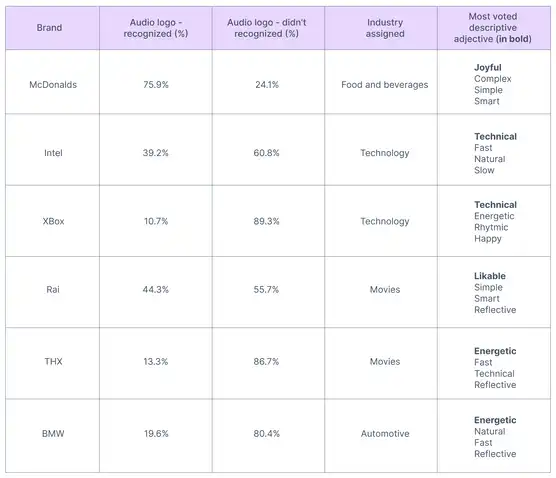 Brand
Audio logo -
recognized (%)
Audio logo - didn't
recognized (%)
Industry
assigned
Most voted
descriptive
adjective (in bold)
McDonalds
75.9%
24.1%
Food and beverages
Joyful
Complex
Simple
Smart
Intel
39.2%
60.8%
Technology
Technical
Fast
Natural
Slow
XBox
10.7%
89.3%
Technology
Technical
Energetic
Rhytmic
Happy
Rai
44.3%
55.7%
Movies
Likable
Simple
Smart
Reflective
THX
13.3%
86.7%
Movies
Energetic
Fast
Technical
Reflective
BMW
19.6%
80.4%
Automotive
Energetic
Natural
Fast
Reflective